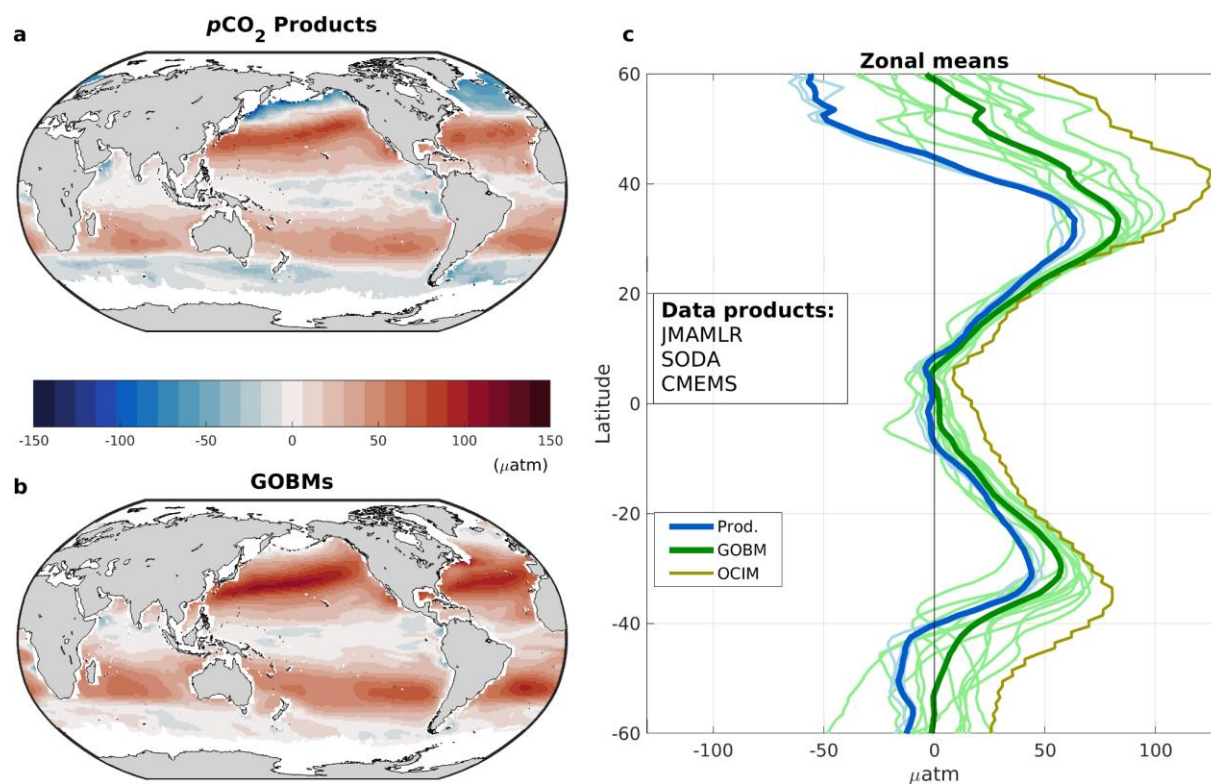 a
pCO2 Products
-150 -100 -50 0 50 100 150
(μatm)
b
GOBMs
c
Zonal means
60
40
20
0
-20
-40
-60
Latitude
Data products:
JMAMLR
SODA
CMEMS
Prod.
GOBM
OCIM
-100 -50 0 50 100
μatm